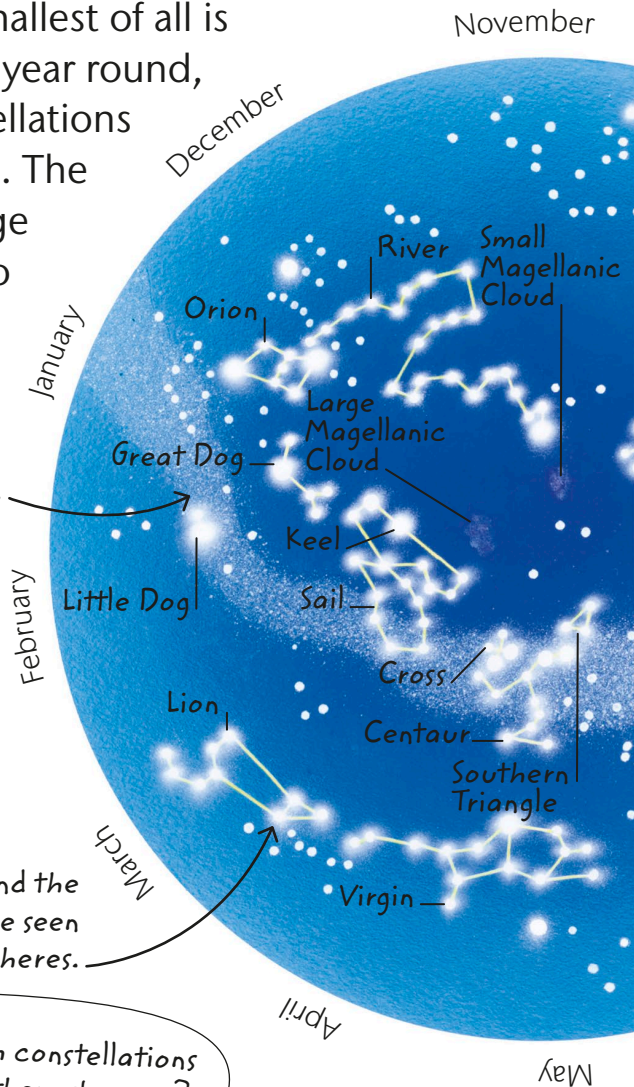 nallest of all is
year round,
ellations
. The
ge
November
December
January
February
March
April
May
River
Small
Magellanic
Cloud
Orion
Large
Magellanic
Cloud
Great Dog
Keel
Little Dog
Sail
Cross
Lion
Centaur
Southern
Triangle
Virgin
nd the
e seen
heres.
constellations